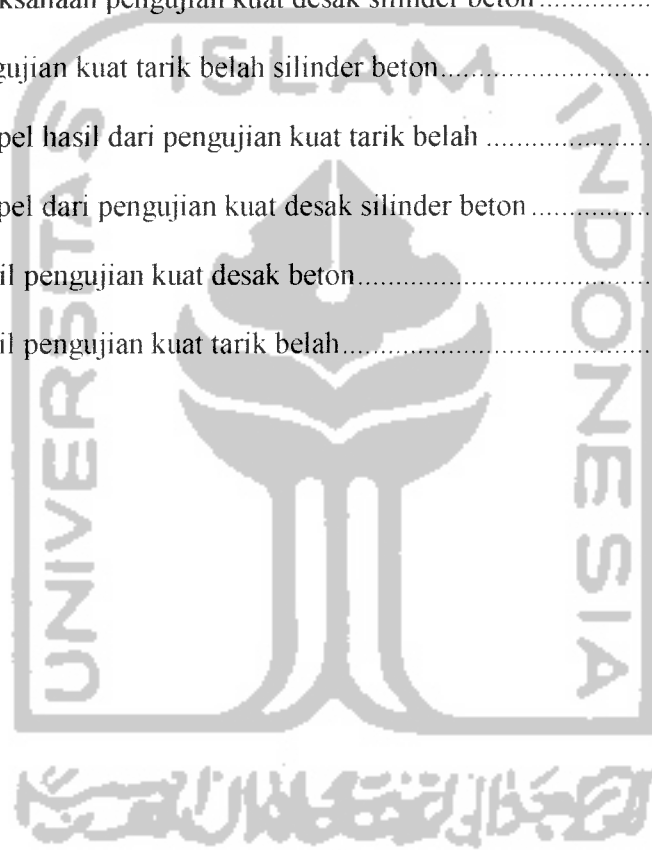 pengujian kuat desak silinder beton ....................
gujian kuat tarik belah silinder beton ....................
pel hasil dari pengujian kuat tarik belah ....................
pel dari pengujian kuat desak silinder beton ....................
il pengujian kuat desak beton ....................
il pengujian kuat tarik belah ....................
UNIVERSITAS
ISLAM
INDONESIA